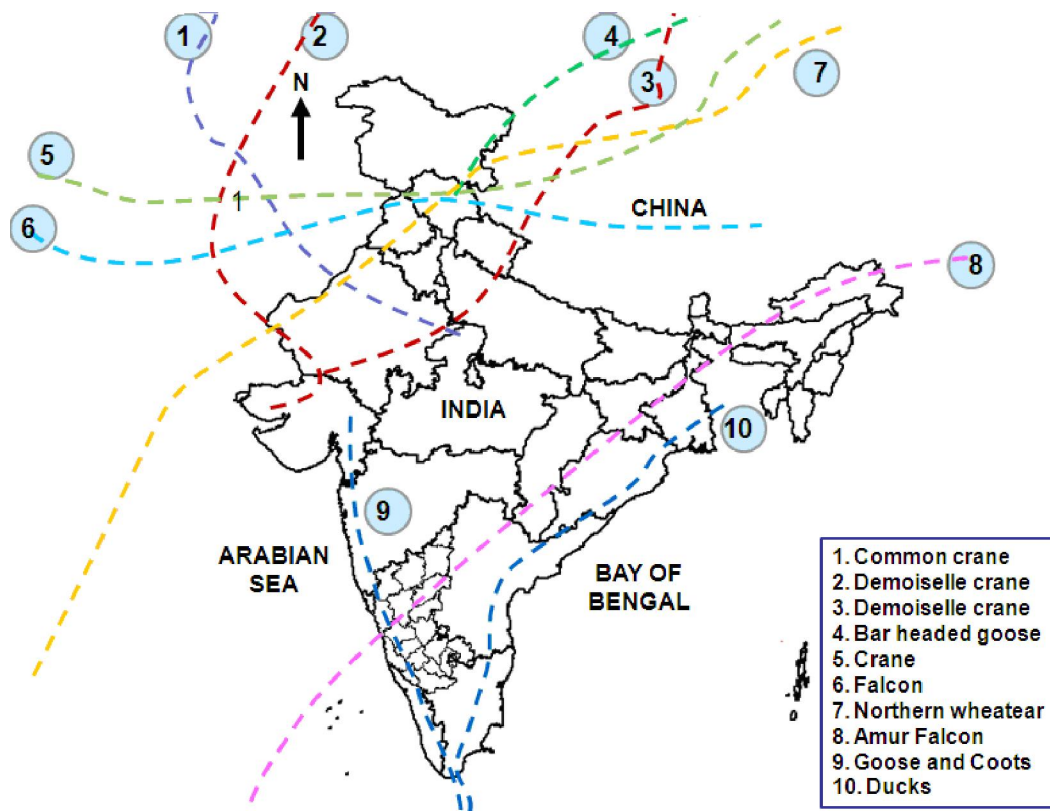 1
2
4
3
7
N
5
1
6
CHINA
8
INDIA
10
9
ARABIAN
SEA
BAY OF
BENGAL
1. Common crane
2. Demoiselle crane
3. Demoiselle crane
4. Bar headed goose
5. Crane
6. Falcon
7. Northern wheatear
8. Amur Falcon
9. Goose and Coots
10. Ducks